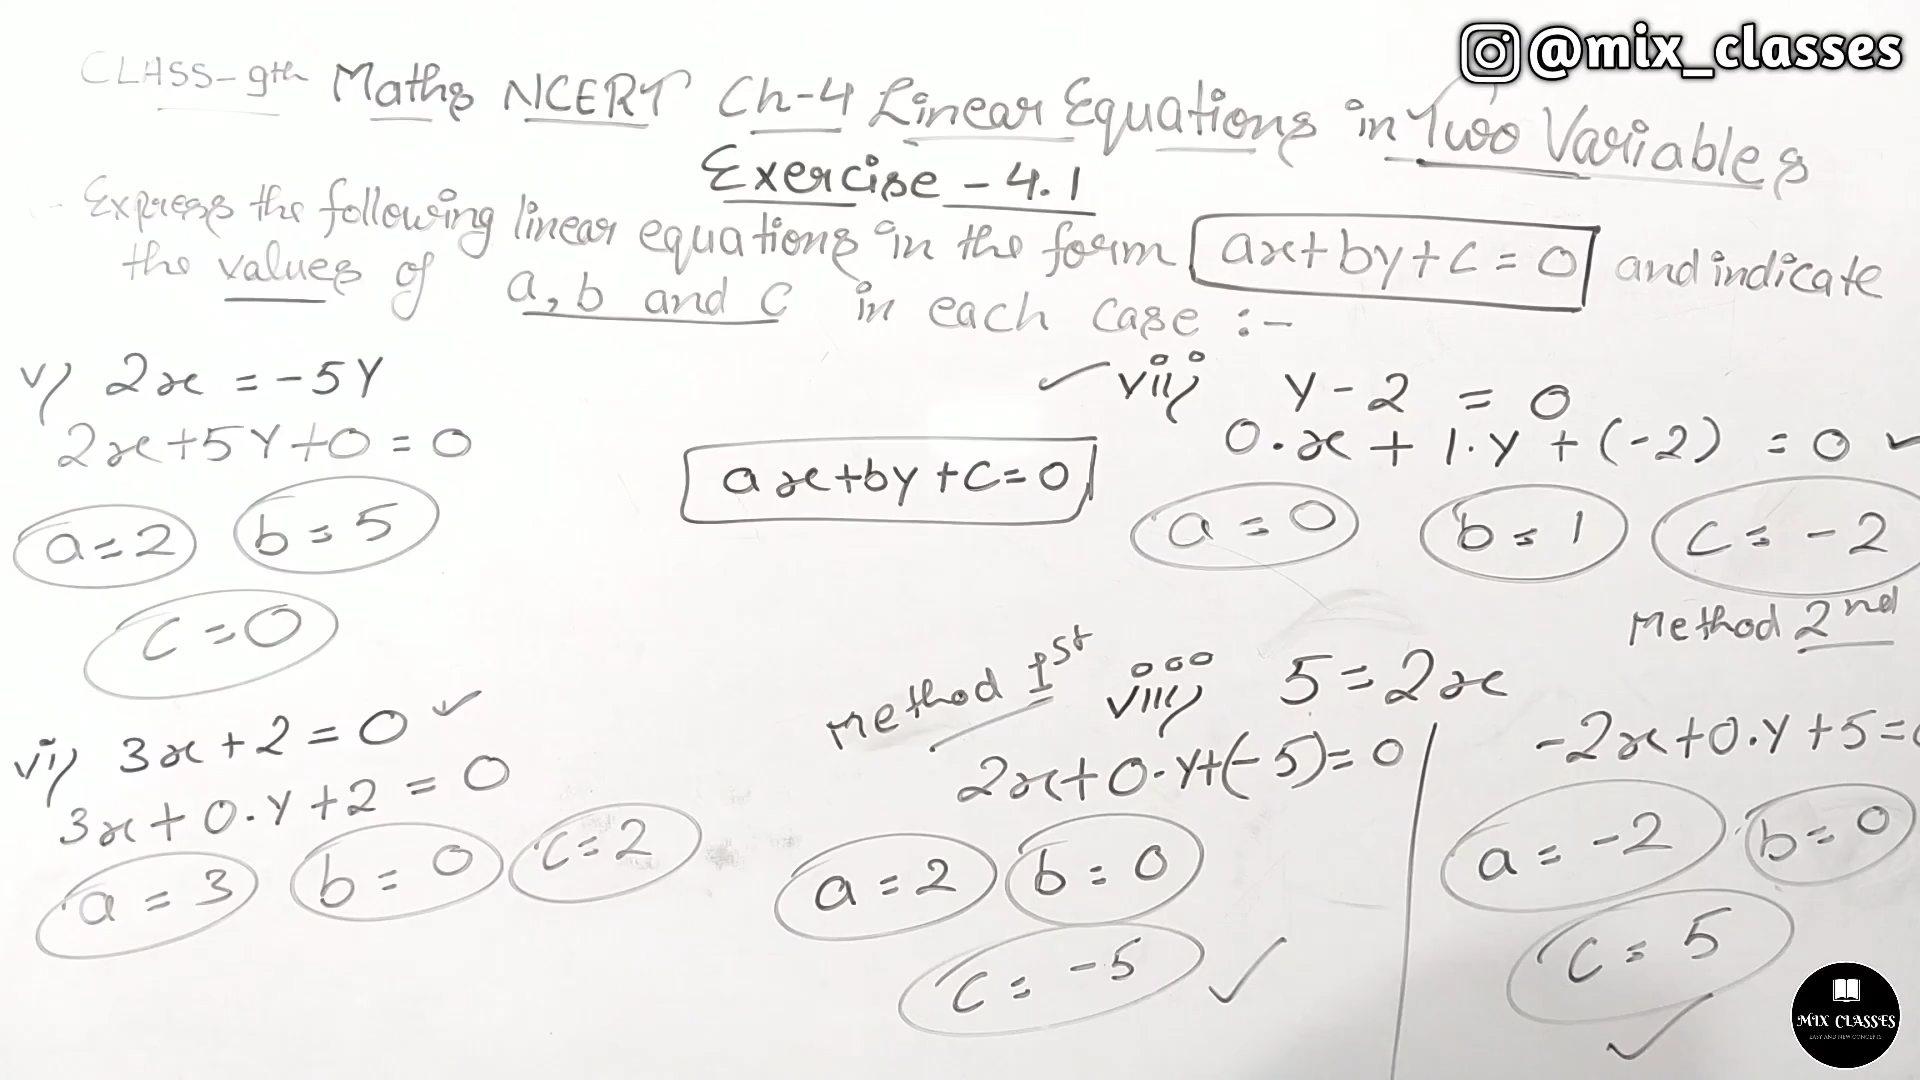 @mix_classes
CLASS-9th Maths NCERT Ch-4 Linear Equations in Two Variables
Exercise - 4.1
Express the following linear equations in the form ax+by+c=0 and indicate
the values of a, b and c in each case :-
v) 2x = -5Y
2x+5Y+0=0
a=2 b=5
c=0
vi) 3x+2=0 ✓
3x+0.Y+2=0
a=3 b=0 c=2
ax+by+c=0
✓ vii) Y-2 = 0
0.x + 1.Y + (-2) = 0 ✓
a=0 b=1 c=-2
Method 1st viii) 5=2x
2x+0.Y+(-5)=0
a=2 b=0
c=-5 ✓
Method 2nd
-2x+0.Y+5=0
a=-2 b=0
c=5
✓
MIX CLASSES
EASY AND NEW CONCEPTS